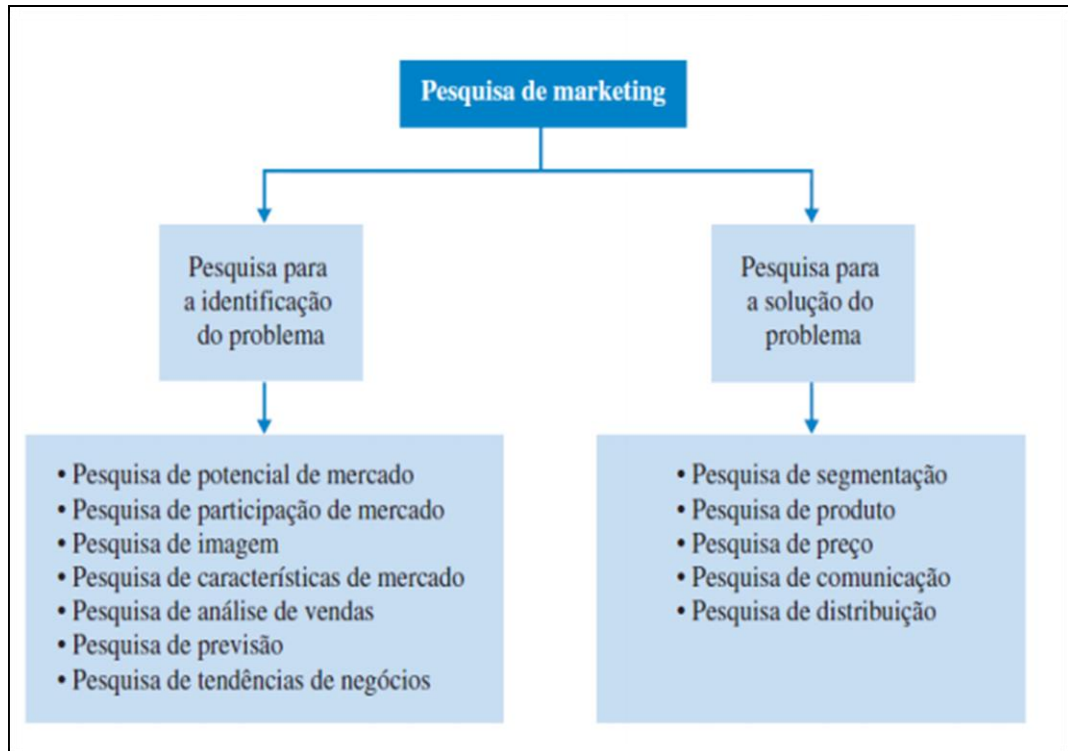 Pesquisa de marketing
Pesquisa para
a identificação
do problema
Pesquisa para
a solução do
problema
• Pesquisa de potencial de mercado
• Pesquisa de participação de mercado
• Pesquisa de imagem
• Pesquisa de características de mercado
• Pesquisa de análise de vendas
• Pesquisa de previsão
• Pesquisa de tendências de negócios
• Pesquisa de segmentação
• Pesquisa de produto
• Pesquisa de preço
• Pesquisa de comunicação
• Pesquisa de distribuição